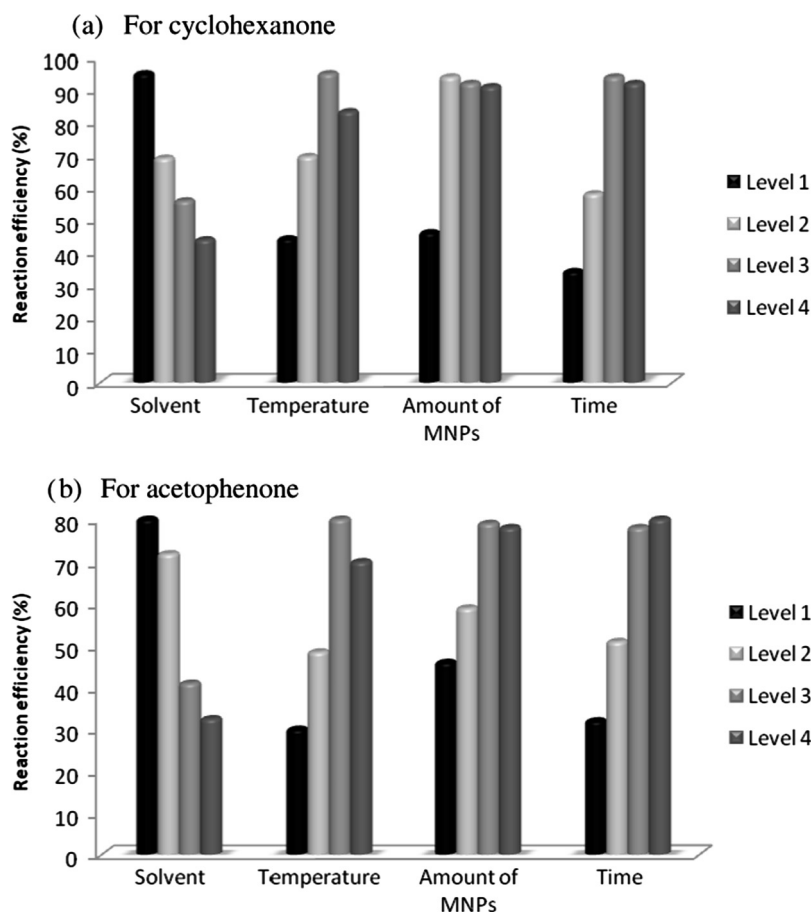 (a) For cyclohexanone
Reaction efficiency (%)
100
90
80
70
60
50
40
30
20
10
0
Solvent Temperature Amount of MNPs Time
Level 1
Level 2
Level 3
Level 4
(b) For acetophenone
Reaction efficiency (%)
80
70
60
50
40
30
20
10
0
Solvent Temperature Amount of MNPs Time
Level 1
Level 2
Level 3
Level 4